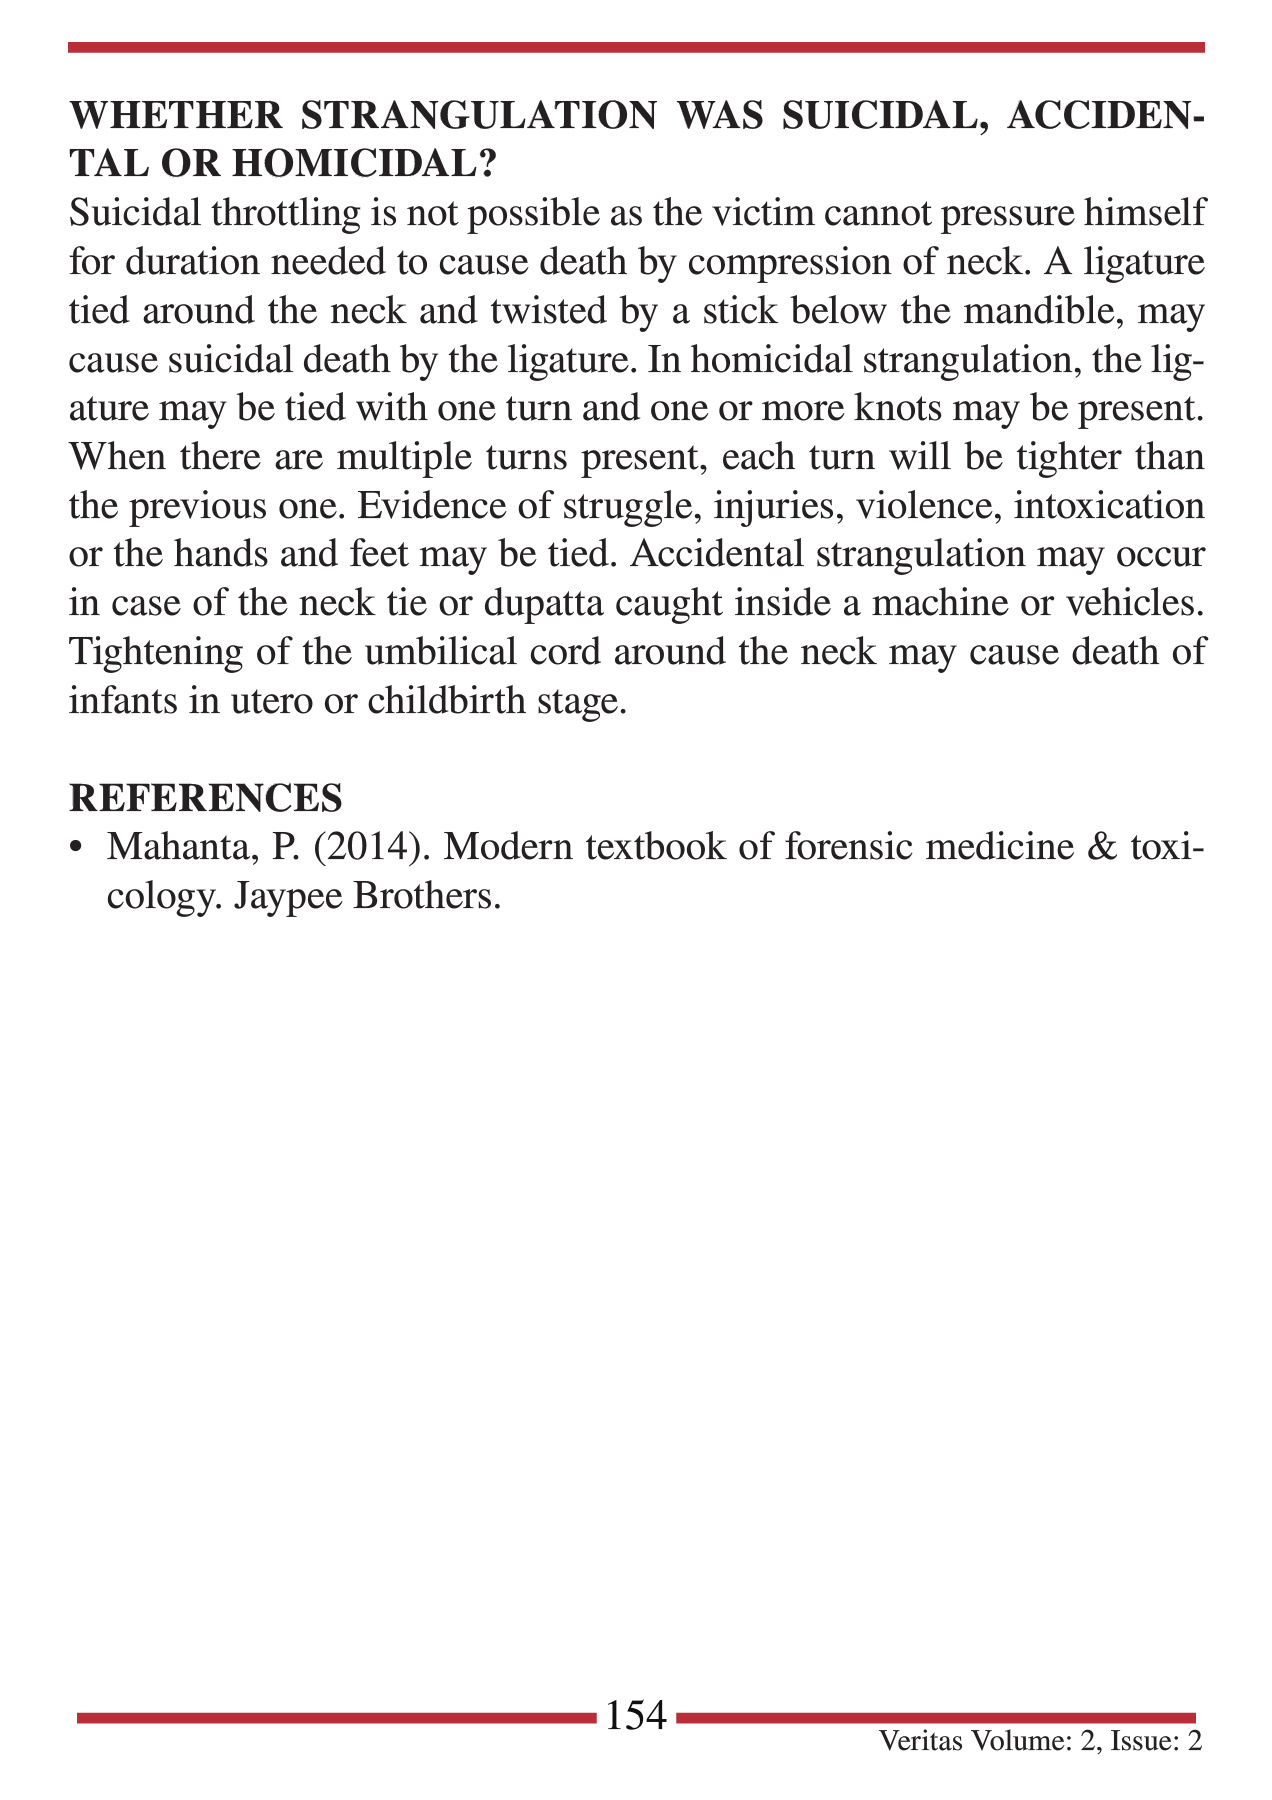 WHETHER STRANGULATION WAS SUICIDAL, ACCIDEN-
TAL OR HOMICIDAL?
Suicidal throttling is not possible as the victim cannot pressure himself
for duration needed to cause death by compression of neck. A ligature
tied around the neck and twisted by a stick below the mandible, may
cause suicidal death by the ligature. In homicidal strangulation, the lig-
ature may be tied with one turn and one or more knots may be present.
When there are multiple turns present, each turn will be tighter than
the previous one. Evidence of struggle, injuries, violence, intoxication
or the hands and feet may be tied. Accidental strangulation may occur
in case of the neck tie or dupatta caught inside a machine or vehicles.
Tightening of the umbilical cord around the neck may cause death of
infants in utero or childbirth stage.
REFERENCES
• Mahanta, P. (2014). Modern textbook of forensic medicine & toxi-
cology. Jaypee Brothers.
154
Veritas Volume: 2, Issue: 2